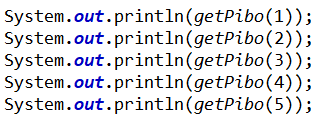 System.out.println(getPibo(1));
System.out.println(getPibo(2));
System.out.println(getPibo(3));
System.out.println(getPibo(4));
System.out.println(getPibo(5));